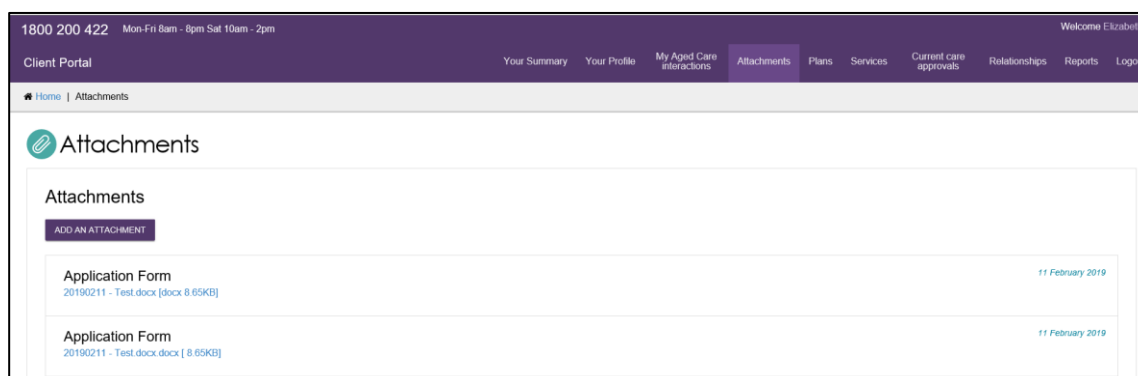 1800 200 422 Mon-Fri 8am - 8pm Sat 10am - 2pm Welcome Elizabet
Client Portal Your Summary Your Profile My Aged Care interactions Attachments Plans Services Current care approvals Relationships Reports Logo
Home | Attachments
Attachments
Attachments
ADD AN ATTACHMENT
Application Form 11 February 2019
20190211 - Test.docx [docx 8.65KB]
Application Form 11 February 2019
20190211 - Test.docx.docx [ 8.65KB]